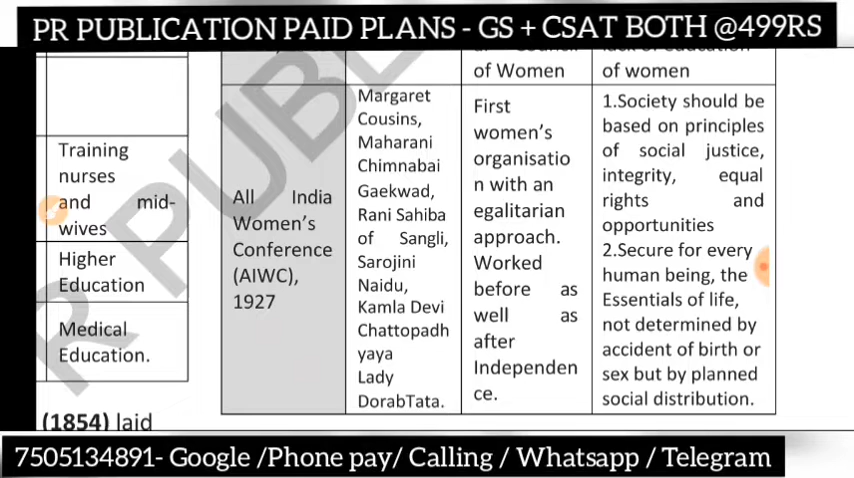 PR PUBLICATION PAID PLANS - GS + CSAT BOTH @499RS
of Women
of women
Training
nurses
and mid-
wives
Higher
Education
Medical
Education.
(1854) laid
All India
Women's
Conference
(AIWC),
1927
Margaret
Cousins,
Maharani
Chimnabai
Gaekwad,
Rani Sahiba
of Sangli,
Sarojini
Naidu,
Kamla Devi
Chattopadh
yaya
Lady
DorabTata.
First
women's
organisatio
n with an
egalitarian
approach.
Worked
before as
well as
after
Independen
ce.
1.Society should be
based on principles
of social justice,
integrity, equal
rights and
opportunities
2.Secure for every
human being, the
Essentials of life,
not determined by
accident of birth or
sex but by planned
social distribution.
7505134891- Google /Phone pay/ Calling / Whatsapp / Telegram